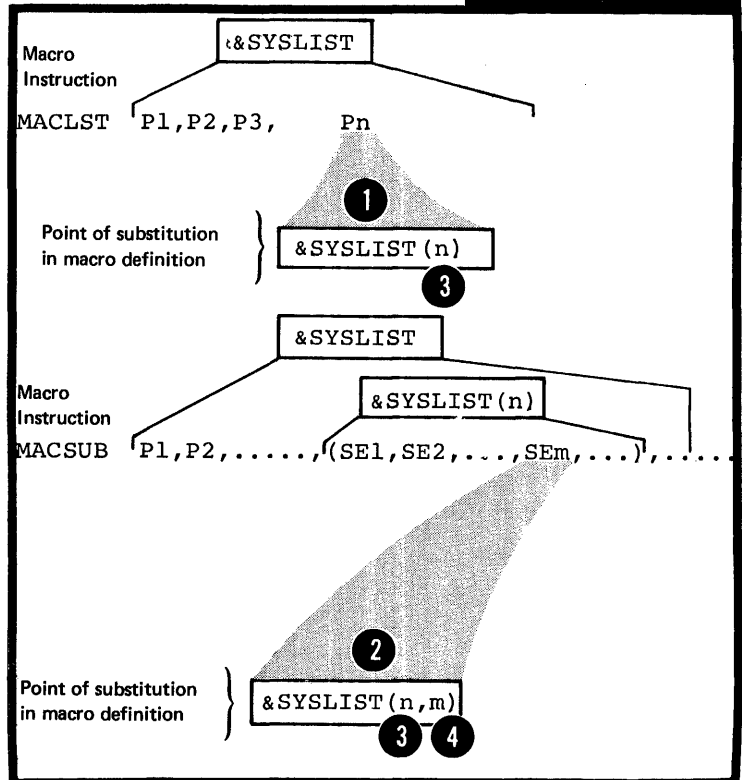 &SYSLIST
Macro
Instruction
MACLST P1,P2,P3, Pn
1
Point of substitution
in macro definition
&SYSLIST(n)
3
&SYSLIST
Macro
Instruction
&SYSLIST(n)
MACSUB P1,P2,.....,(SE1,SE2,...,SEm,...),.....
2
Point of substitution
in macro definition
&SYSLIST(n,m)
3 4